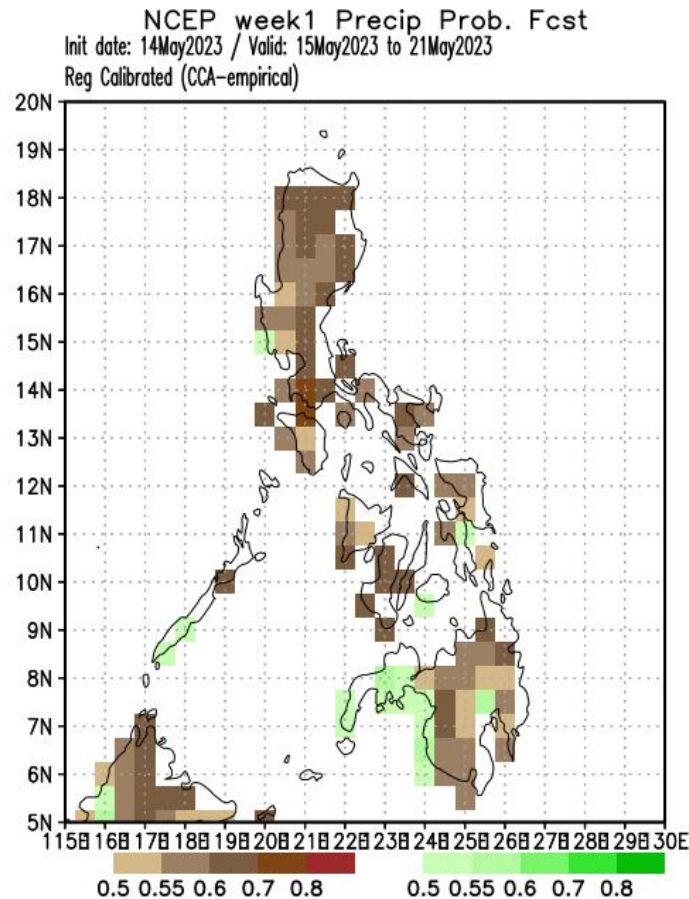 NCEP week1 Precip Prob. Fcst
Init date: 14May2023 / Valid: 15May2023 to 21May2023
Reg Calibrated (CCA-empirical)
20N
19N
18N
17N
16N
15N
14N
13N
12N
11N
10N
9N
8N
7N
6N
5N
115E 116E 117E 118E 119E 120E 121E 122E 123E 124E 125E 126E 127E 128E 129E 130E
0.5 0.55 0.6 0.7 0.8 0.5 0.55 0.6 0.7 0.8